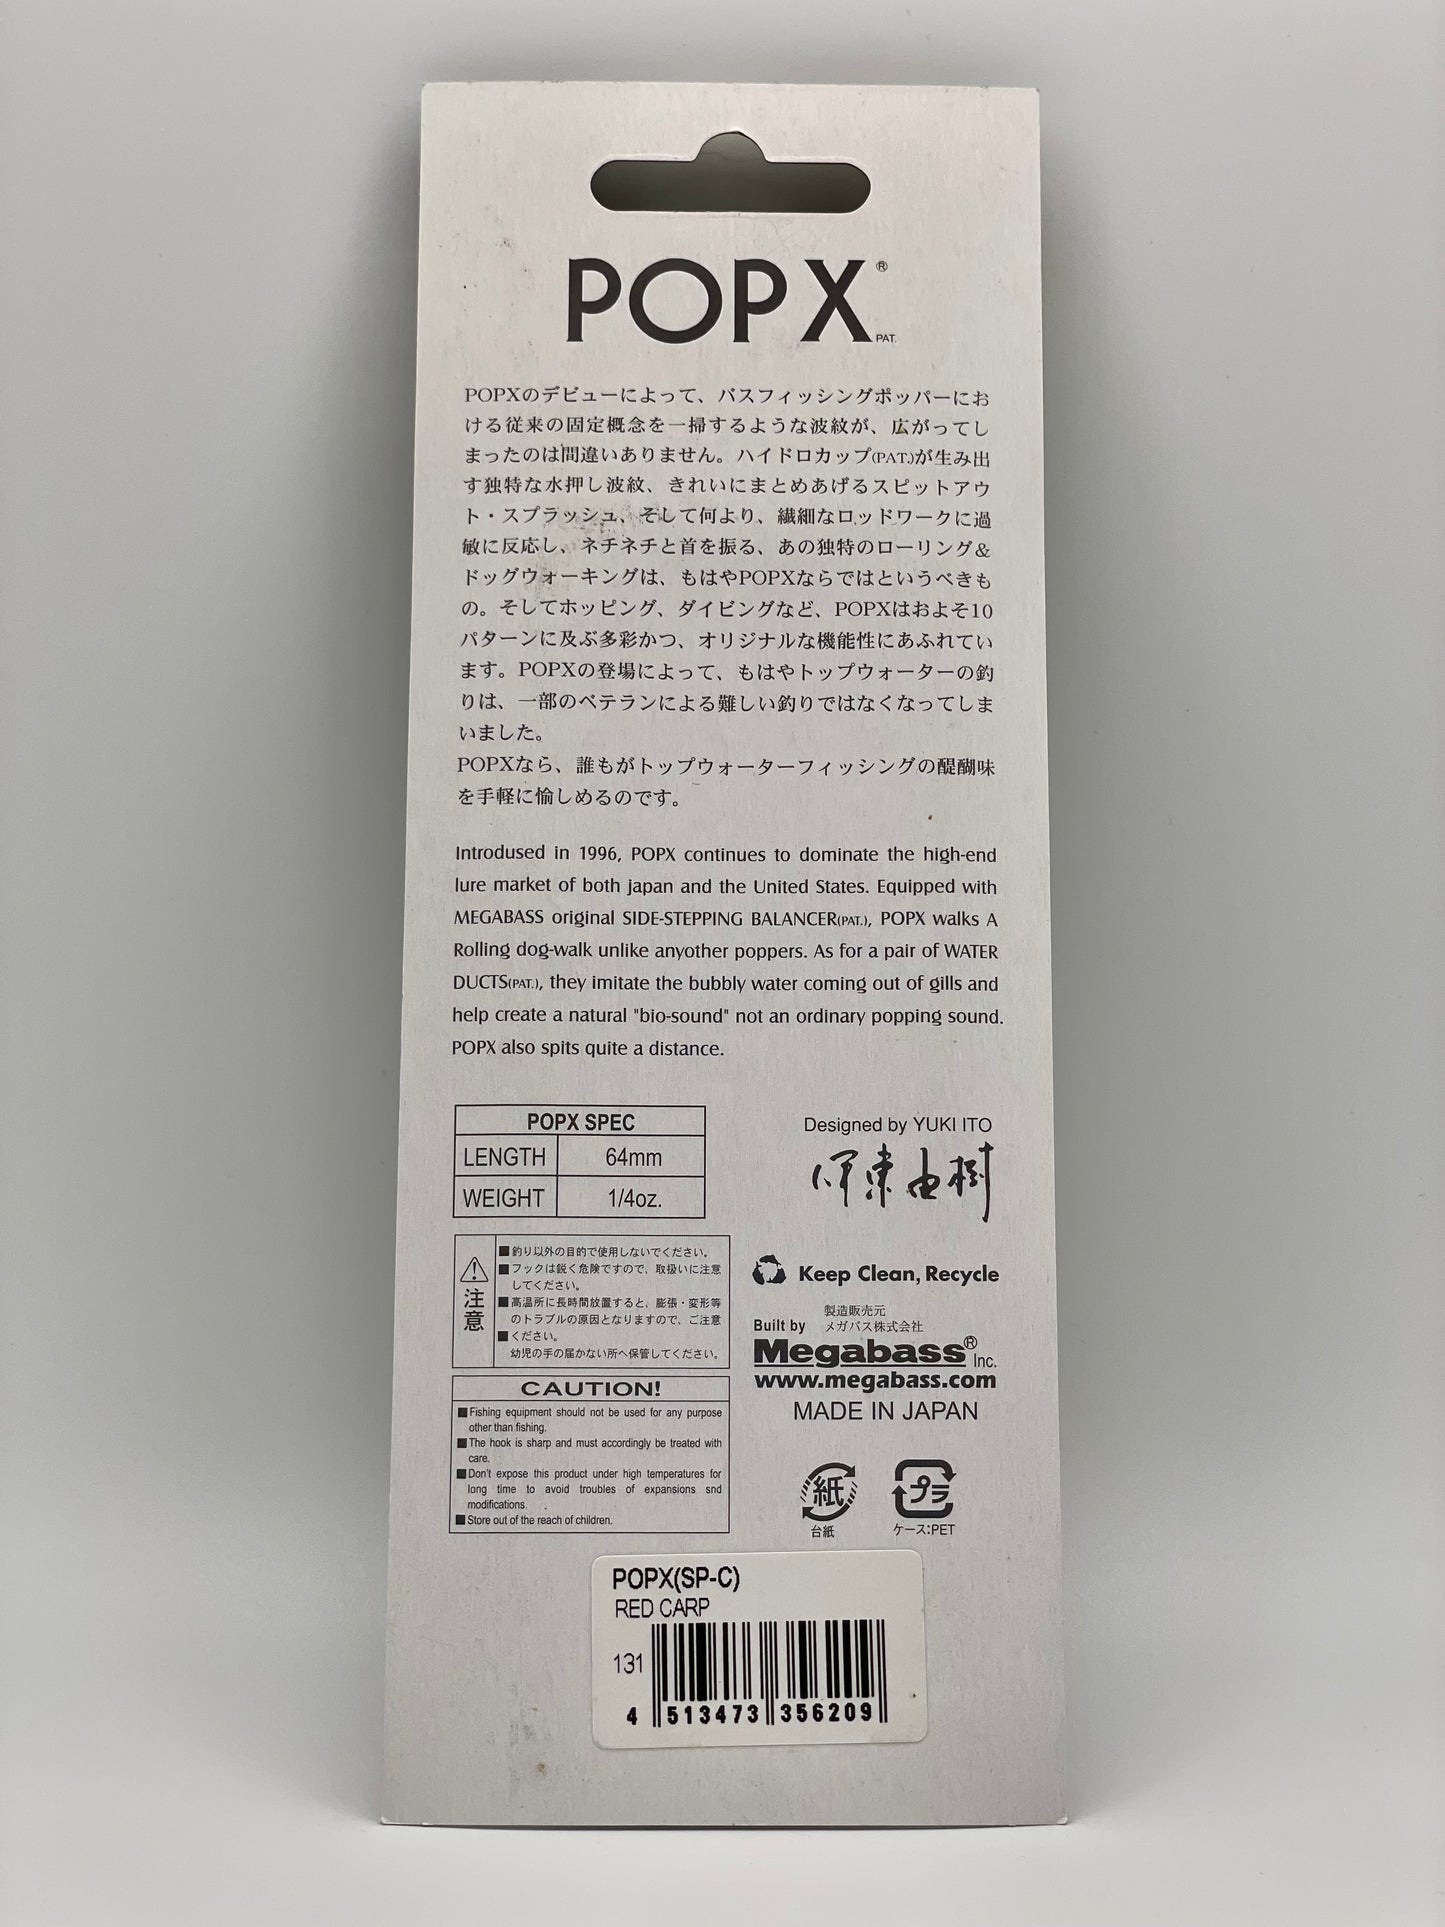 POPX®
PAT.
POPXのデビューによって、バスフィッシングポッパーにお
ける従来の固定概念を一掃するような波紋が、広がってし
まったのは間違いありません。ハイドロカップ(PAT.)が生み出
す独特な水押し波紋、きれいにまとめあげるスピットアウ
ト・スプラッシュ、そして何より、繊細なロッドワークに過
敏に反応し、ネチネチと首を振る、あの独特のローリング&
ドッグウォーキングは、もはやPOPXならではというべきも
の。そしてホッピング、ダイビングなど、POPXはおよそ10
パターンに及ぶ多彩かつ、オリジナルな機能性にあふれてい
ます。POPXの登場によって、もはやトップウォーターの釣
りは、一部のベテランによる難しい釣りではなくなってしま
いました。
POPXなら、誰もがトップウォーターフィッシングの醍醐味
を手軽に愉しめるのです。
Introdused in 1996, POPX continues to dominate the high-end
lure market of both japan and the United States. Equipped with
MEGABASS original SIDE-STEPPING BALANCER(PAT.), POPX walks A
Rolling dog-walk unlike anyother poppers. As for a pair of WATER
DUCTS(PAT.), they imitate the bubbly water coming out of gills and
help create a natural "bio-sound" not an ordinary popping sound.
POPX also spits quite a distance.
POPX SPEC
LENGTH 64mm
WEIGHT 1/4oz.
Designed by YUKI ITO
伊東由樹
注意
■釣り以外の目的で使用しないでください。
■フックは鋭く危険ですので、取扱いに注意
してください。
■高温所に長時間放置すると、膨張・変形等
のトラブルの原因となりますので、ご注意
■ください。
幼児の手の届かない所へ保管してください。
CAUTION!
■Fishing equipment should not be used for any purpose
other than fishing.
■The hook is sharp and must accordingly be treated with
care.
■Don't expose this product under high temperatures for
long time to avoid troubles of expansions snd
modifications.
■Store out of the reach of children.
Keep Clean, Recycle
製造販売元
Built by メガバス株式会社
Megabass® Inc.
www.megabass.com
MADE IN JAPAN
紙
台紙
プラ
ケース:PET
POPX(SP-C)
RED CARP
131
4 513473 356209